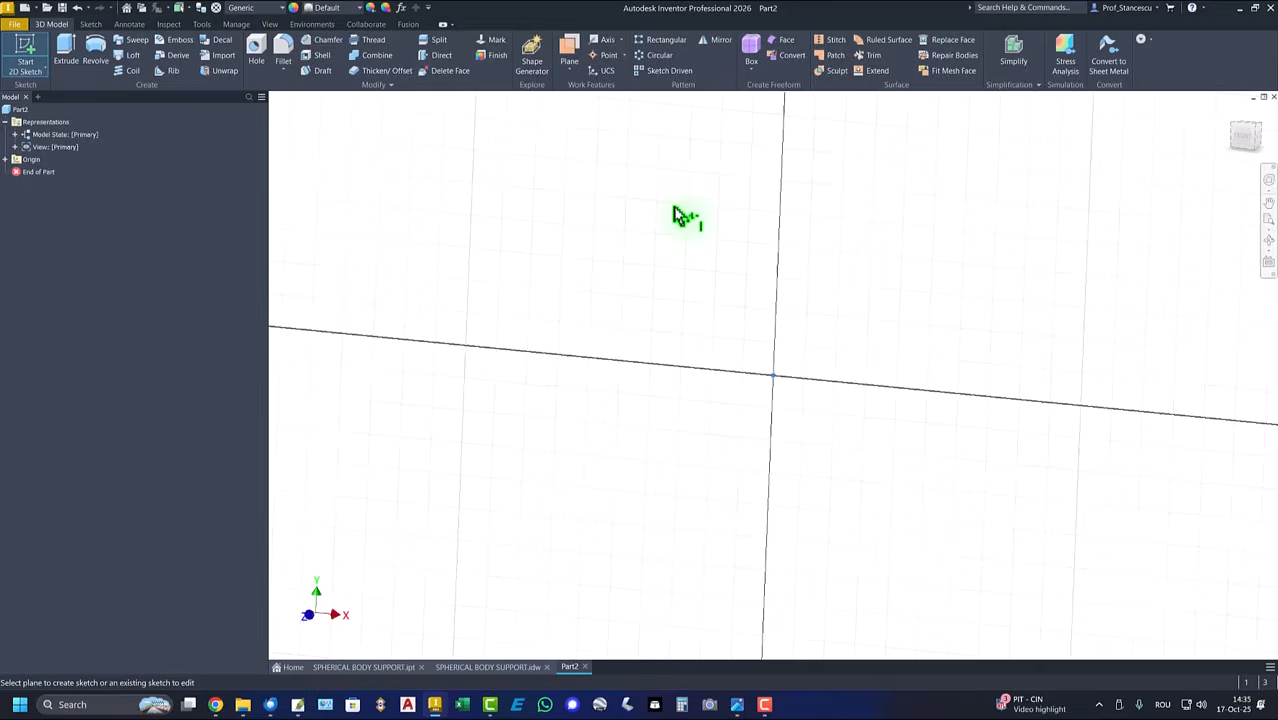 Generic
Default
Autodesk Inventor Professional 2026 Part2
Search Help & Commands...
Prof_Stancescu
File 3D Model Sketch Annotate Inspect Tools Manage View Environments Collaborate Fusion
Start 2D Sketch
Extrude
Revolve
Sweep Emboss Decal
Loft Derive Import
Coil Rib Unwrap
Hole
Fillet
Chamfer Thread Split Mark
Shell Combine Direct Finish
Draft Thicken/ Offset Delete Face
Shape Generator
Plane
Axis
Point
UCS
Rectangular Mirror
Circular
Sketch Driven
Box
Face
Convert
Stitch Ruled Surface Replace Face
Patch Trim Repair Bodies
Sculpt Extend Fit Mesh Face
Simplify
Stress Analysis
Convert to Sheet Metal
Sketch Create Modify Explore Work Features Pattern Create Freeform Surface Simplification Simulation Convert
Model
Part2
Representations
Model State: [Primary]
View: [Primary]
Origin
End of Part
FRONT
Y
Z
X
Home SPHERICAL BODY SUPPORT.ipt SPHERICAL BODY SUPPORT.idw Part2
Select plane to create sketch or an existing sketch to edit
1 3
Search
PIT - CIN
Video highlight
ROU
14:35
17-Oct-25